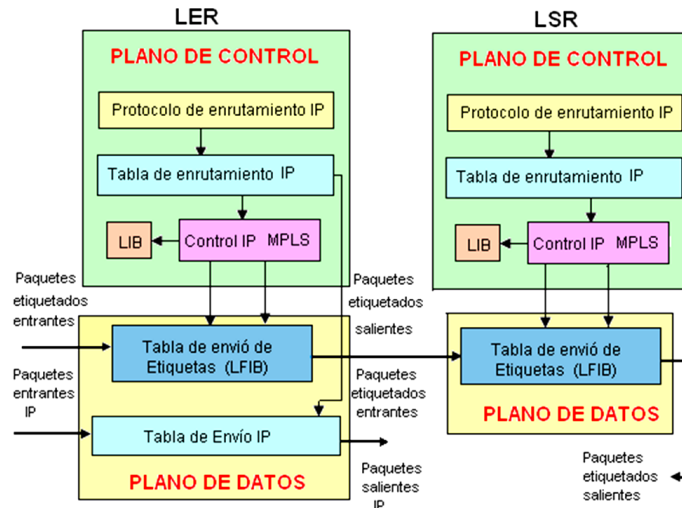 LER
PLANO DE CONTROL
Protocolo de enrutamiento IP
Tabla de enrutamiento IP
LIB
Control IP MPLS
Paquetes
etiquetados
entrantes
Paquetes
etiquetados
salientes
Tabla de envió de
Etiquetas (LFIB)
Paquetes
entrantes
IP
Paquetes
etiquetados
entrantes
Tabla de Envío IP
PLANO DE DATOS
Paquetes
salientes
IP
LSR
PLANO DE CONTROL
Protocolo de enrutamiento IP
Tabla de enrutamiento IP
LIB
Control IP MPLS
Tabla de envió de
Etiquetas (LFIB)
PLANO DE DATOS
Paquetes
etiquetados
salientes